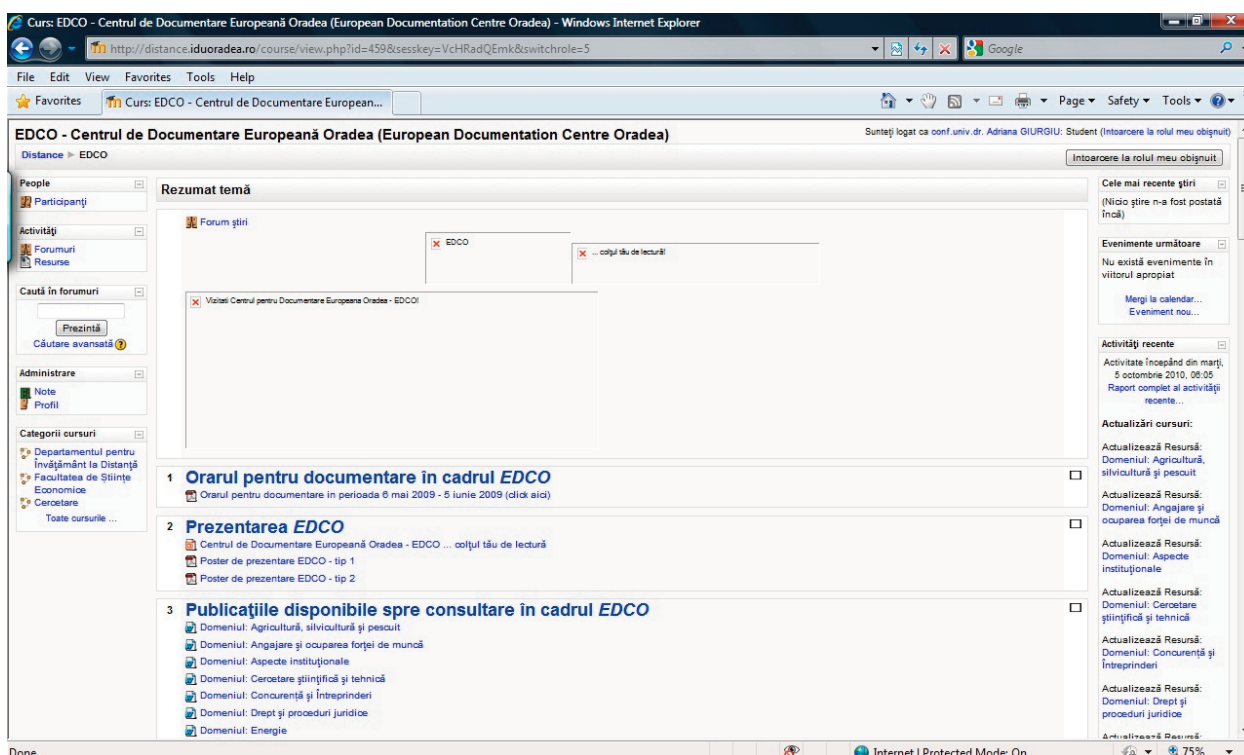 Curs: EDCO - Centrul de Documentare Europeană Oradea (European Documentation Centre Oradea) - Windows Internet Explorer
http://distance.iduoradea.ro/course/view.php?id=459&sesskey=VcHRadQEmk&switchrole=5
Google
File Edit View Favorites Tools Help
Favorites
Curs: EDCO - Centrul de Documentare European...
Page Safety Tools
EDCO - Centrul de Documentare Europeană Oradea (European Documentation Centre Oradea)
Sunteţi logat ca conf.univ.dr. Adriana GIURGIU: Student (Intoarcere la rolul meu obişnuit)
Distance ► EDCO
Intoarcere la rolul meu obişnuit
People
Participanţi
Activităţi
Forumuri
Resurse
Caută în forumuri
Prezintă
Căutare avansată
Administrare
Note
Profil
Categorii cursuri
Departamentul pentru
Învăţământ la Distanţă
Facultatea de Ştiinţe
Economice
Cercetare
Toate cursurile ...
Rezumat temă
Forum ştiri
EDCO
... colţul tău de lectură!
Vizitati Centrul pentru Documentare Europeana Oradea - EDCO!
1 Orarul pentru documentare în cadrul EDCO
Orarul pentru documentare in perioada 6 mai 2009 - 5 iunie 2009 (click aici)
2 Prezentarea EDCO
Centrul de Documentare Europeană Oradea - EDCO ... colţul tău de lectură
Poster de prezentare EDCO - tip 1
Poster de prezentare EDCO - tip 2
3 Publicaţiile disponibile spre consultare în cadrul EDCO
Domeniul: Agricultură, silvicultură şi pescuit
Domeniul: Angajare şi ocuparea forţei de muncă
Domeniul: Aspecte instituţionale
Domeniul: Cercetare ştiinţifică şi tehnică
Domeniul: Concurenţă şi Întreprinderi
Domeniul: Drept şi proceduri juridice
Domeniul: Energie
Cele mai recente ştiri
(Nicio ştire n-a fost postată
încă)
Evenimente următoare
Nu există evenimente în
viitorul apropiat
Mergi la calendar...
Eveniment nou...
Activităţi recente
Activitate începând din marţi,
5 octombrie 2010, 06:05
Raport complet al activităţii
recente...
Actualizări cursuri:
Actualizează Resursă:
Domeniul: Agricultură,
silvicultură şi pescuit
Actualizează Resursă:
Domeniul: Angajare şi
ocuparea forţei de muncă
Actualizează Resursă:
Domeniul: Aspecte
instituţionale
Actualizează Resursă:
Domeniul: Cercetare
ştiinţifică şi tehnică
Actualizează Resursă:
Domeniul: Concurenţă şi
Întreprinderi
Actualizează Resursă:
Domeniul: Drept şi
proceduri juridice
Actualizează Resursă:
Done
Internet | Protected Mode: On
75%